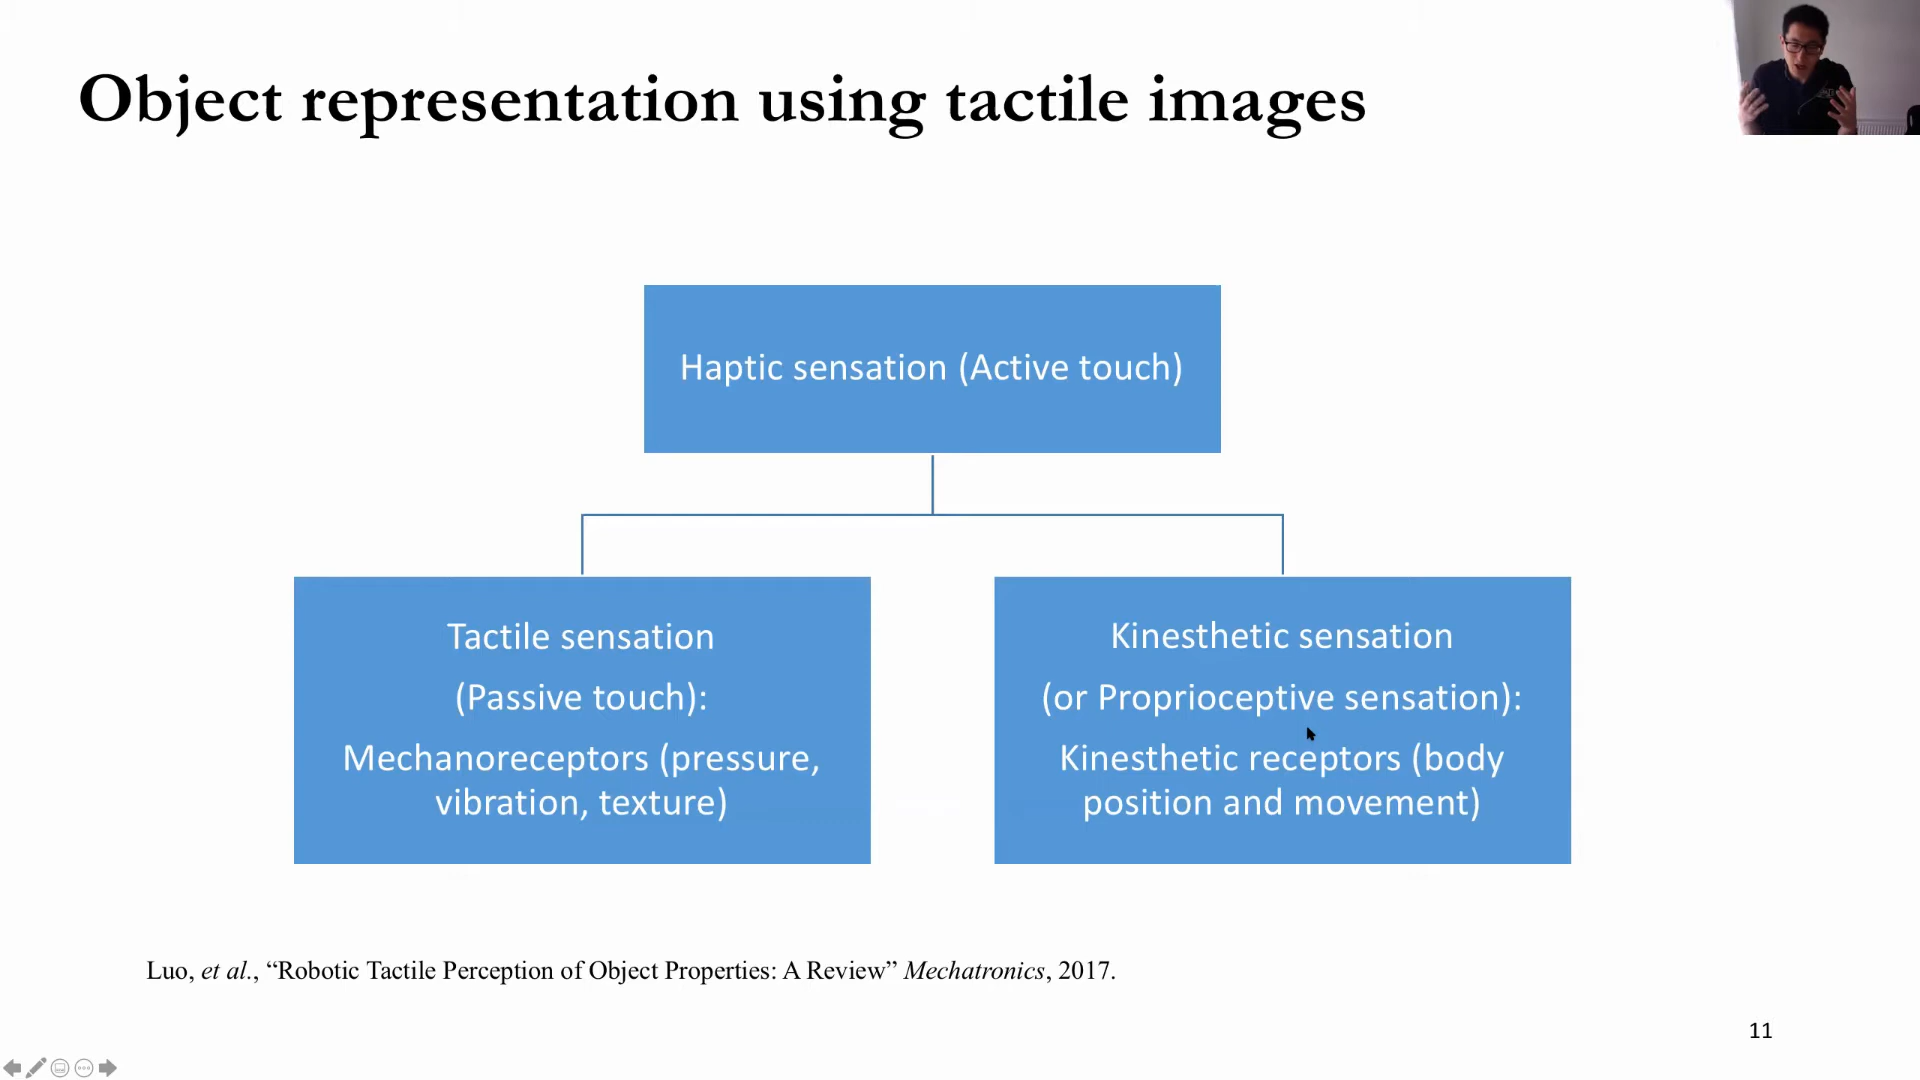 Object representation using tactile images
Haptic sensation (Active touch)
Tactile sensation
(Passive touch):
Mechanoreceptors (pressure,
vibration, texture)
Kinesthetic sensation
(or Proprioceptive sensation):
Kinesthetic receptors (body
position and movement)
Luo, et al., “Robotic Tactile Perception of Object Properties: A Review” Mechatronics, 2017.
11